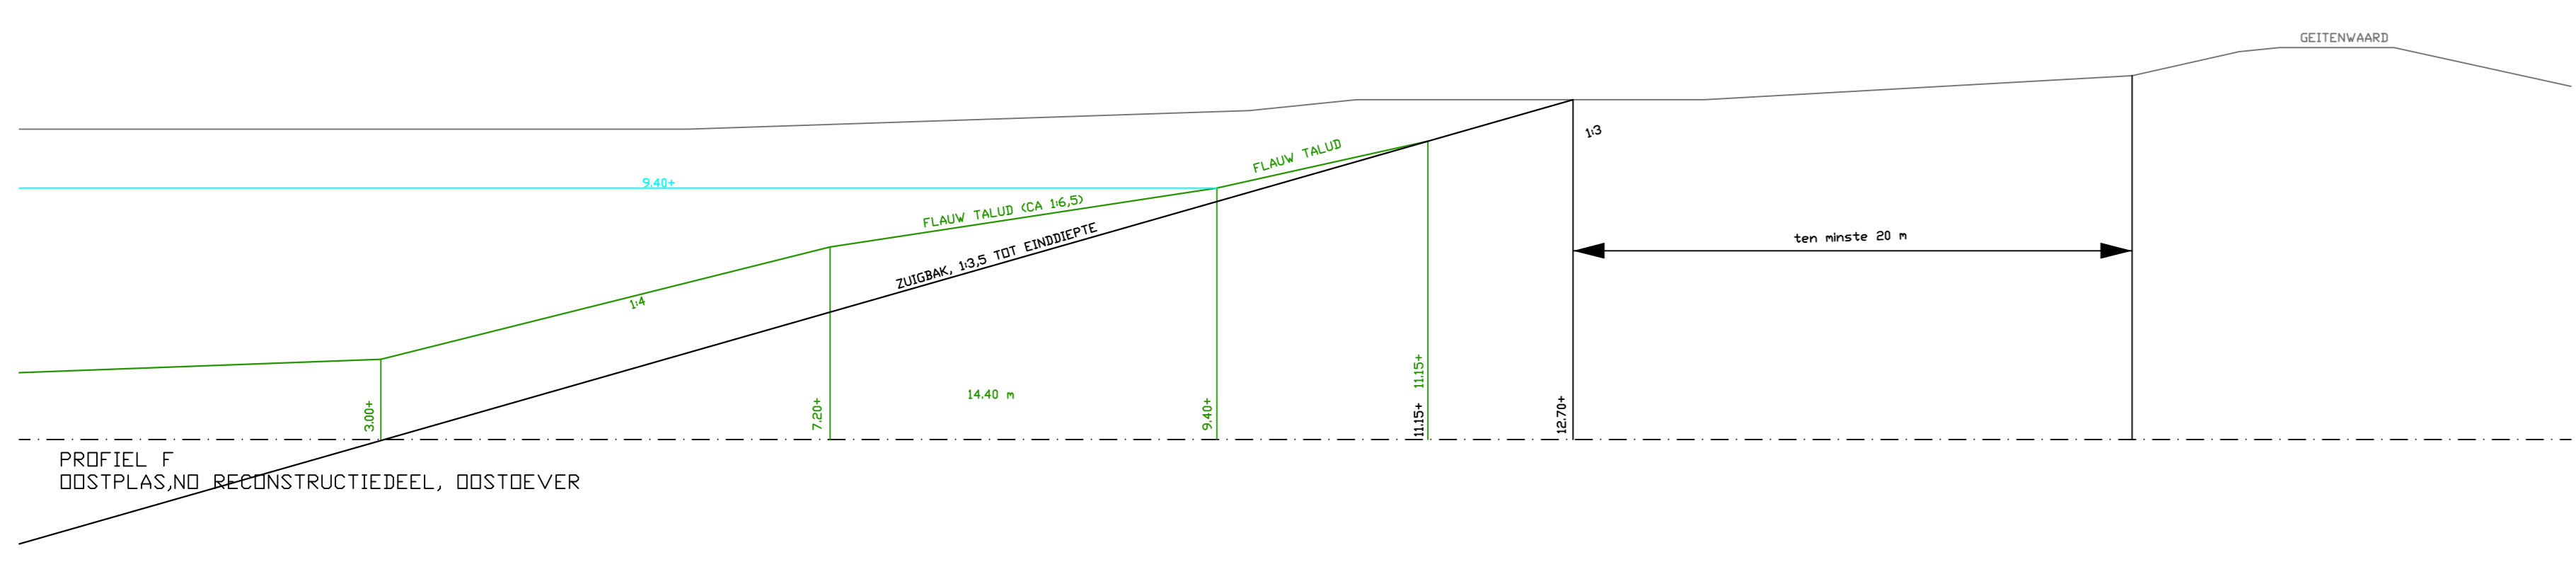 GEITENWAARD
1:3
FLAUW TALUD
9.40+
FLAUW TALUD (CA 1:6,5)
ZUIGBAK, 1:3,5 TOT EINDDIEPTE
ten minste 20 m
1:4
11.15+
14.40 m
3.00+
7.20+
9.40+
11.15+
12.70+
PROFIEL F
OOSTPLAS,NO RECONSTRUCTIEDEEL, OOSTOEVER